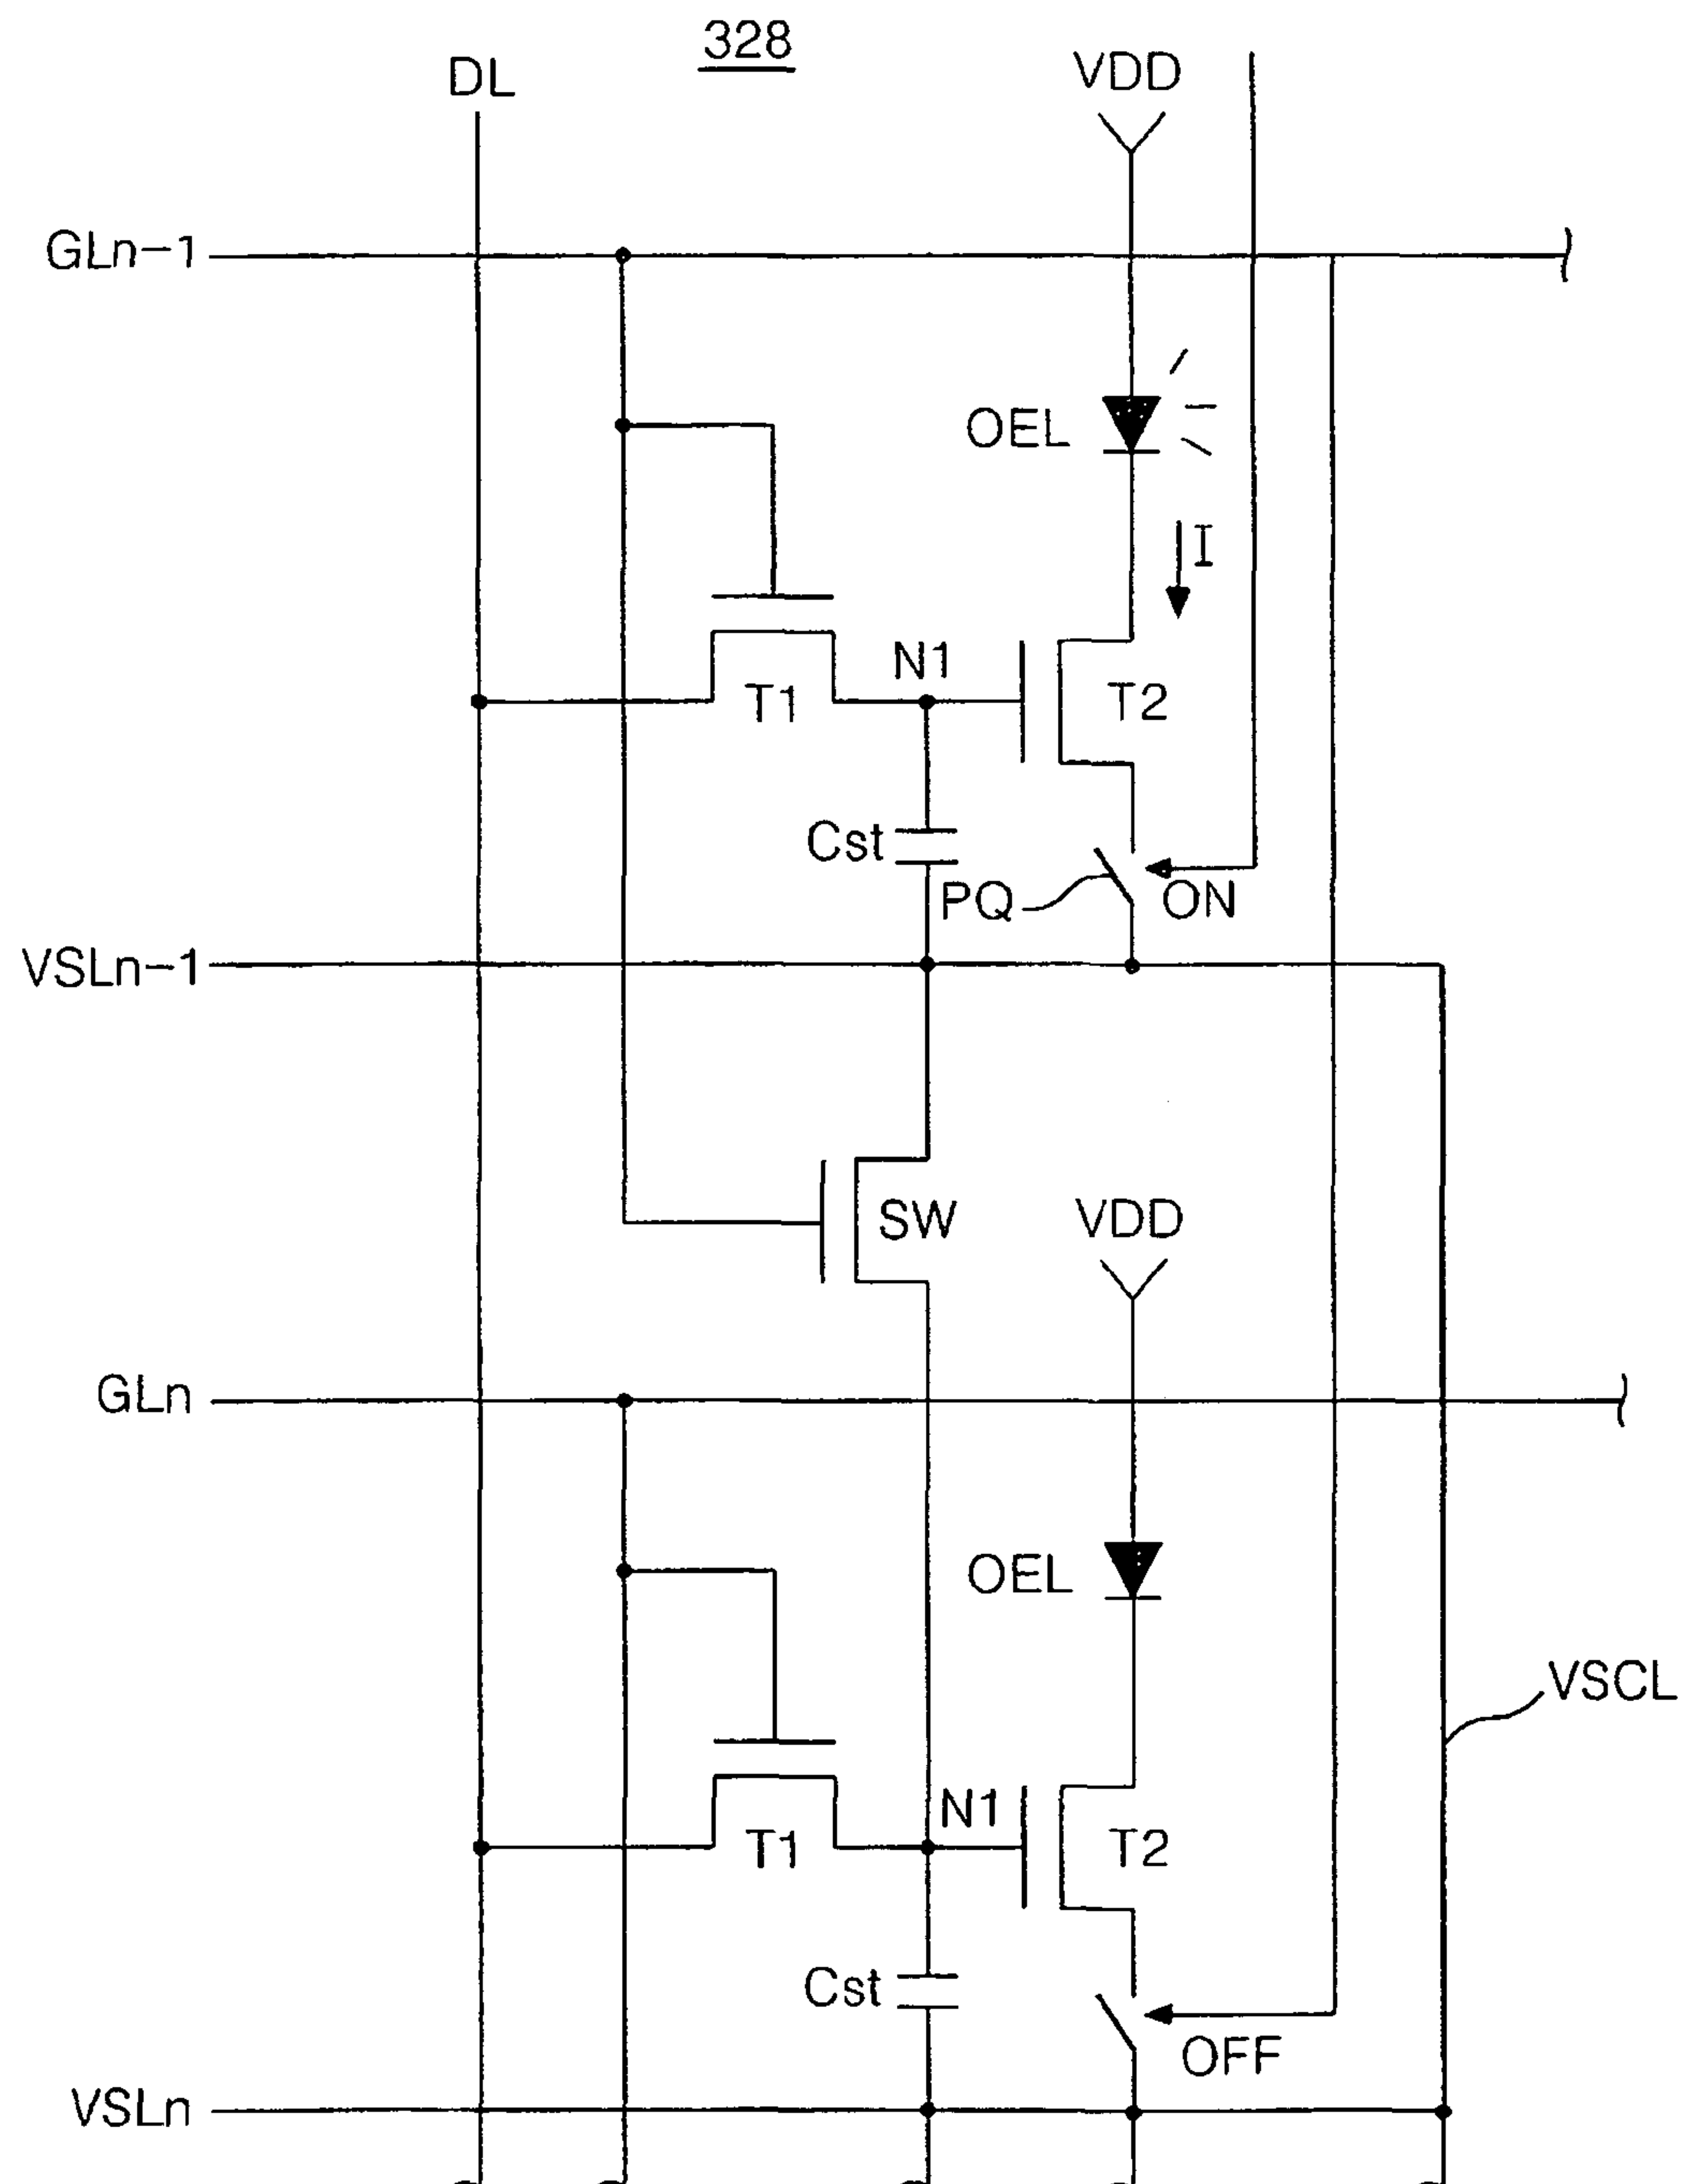 328
DL
VDD
GLn-1
OEL
I
N1
T1
T2
Cst
PQ
ON
VSLn-1
SW
VDD
GLn
OEL
VSCL
N1
T1
T2
Cst
OFF
VSLn